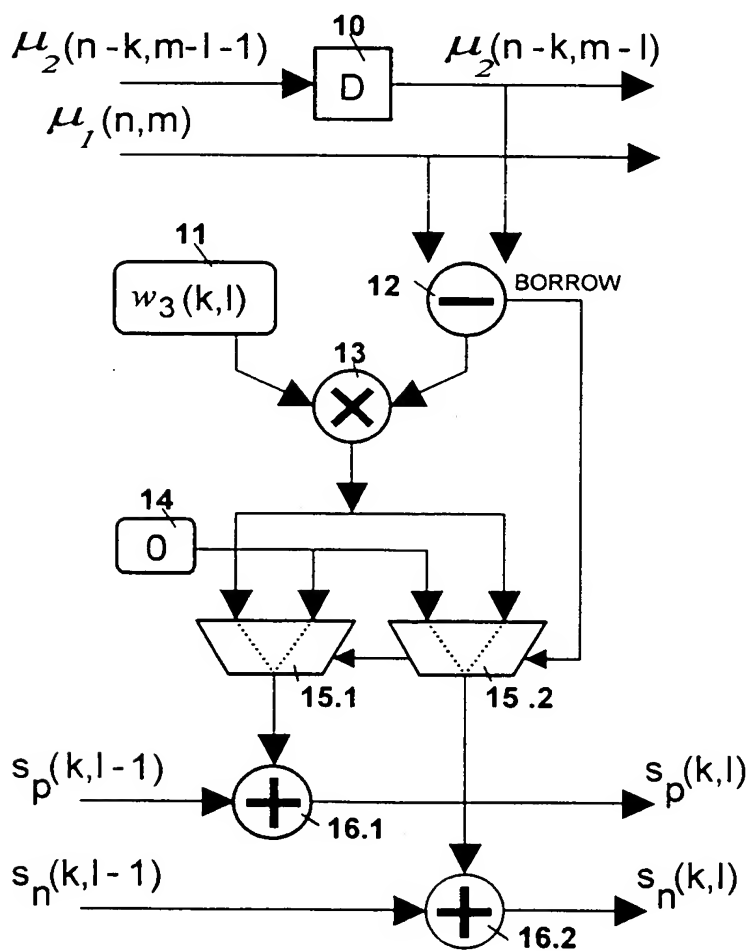 10
μ₂(n-k,m-l-1)
D
μ₂(n-k,m-l)
μ₁(n,m)
11
w₃(k,l)
12
−
BORROW
13
×
14
0
15.1
15.2
sₚ(k,l-1)
+
16.1
sₚ(k,l)
sₙ(k,l-1)
+
16.2
sₙ(k,l)